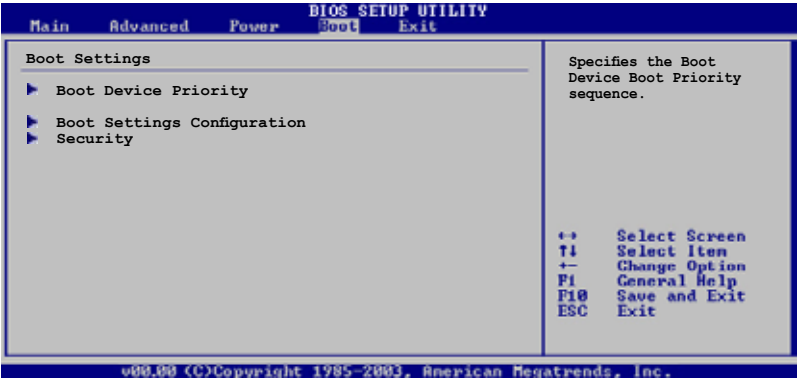 BIOS SETUP UTILITY
Main Advanced Power Boot Exit
Boot Settings
Boot Device Priority
Boot Settings Configuration
Security
Specifies the Boot
Device Boot Priority
sequence.
←→ Select Screen
↑↓ Select Item
+- Change Option
F1 General Help
F10 Save and Exit
ESC Exit
v00.00 (C)Copyright 1985-2003, American Megatrends, Inc.